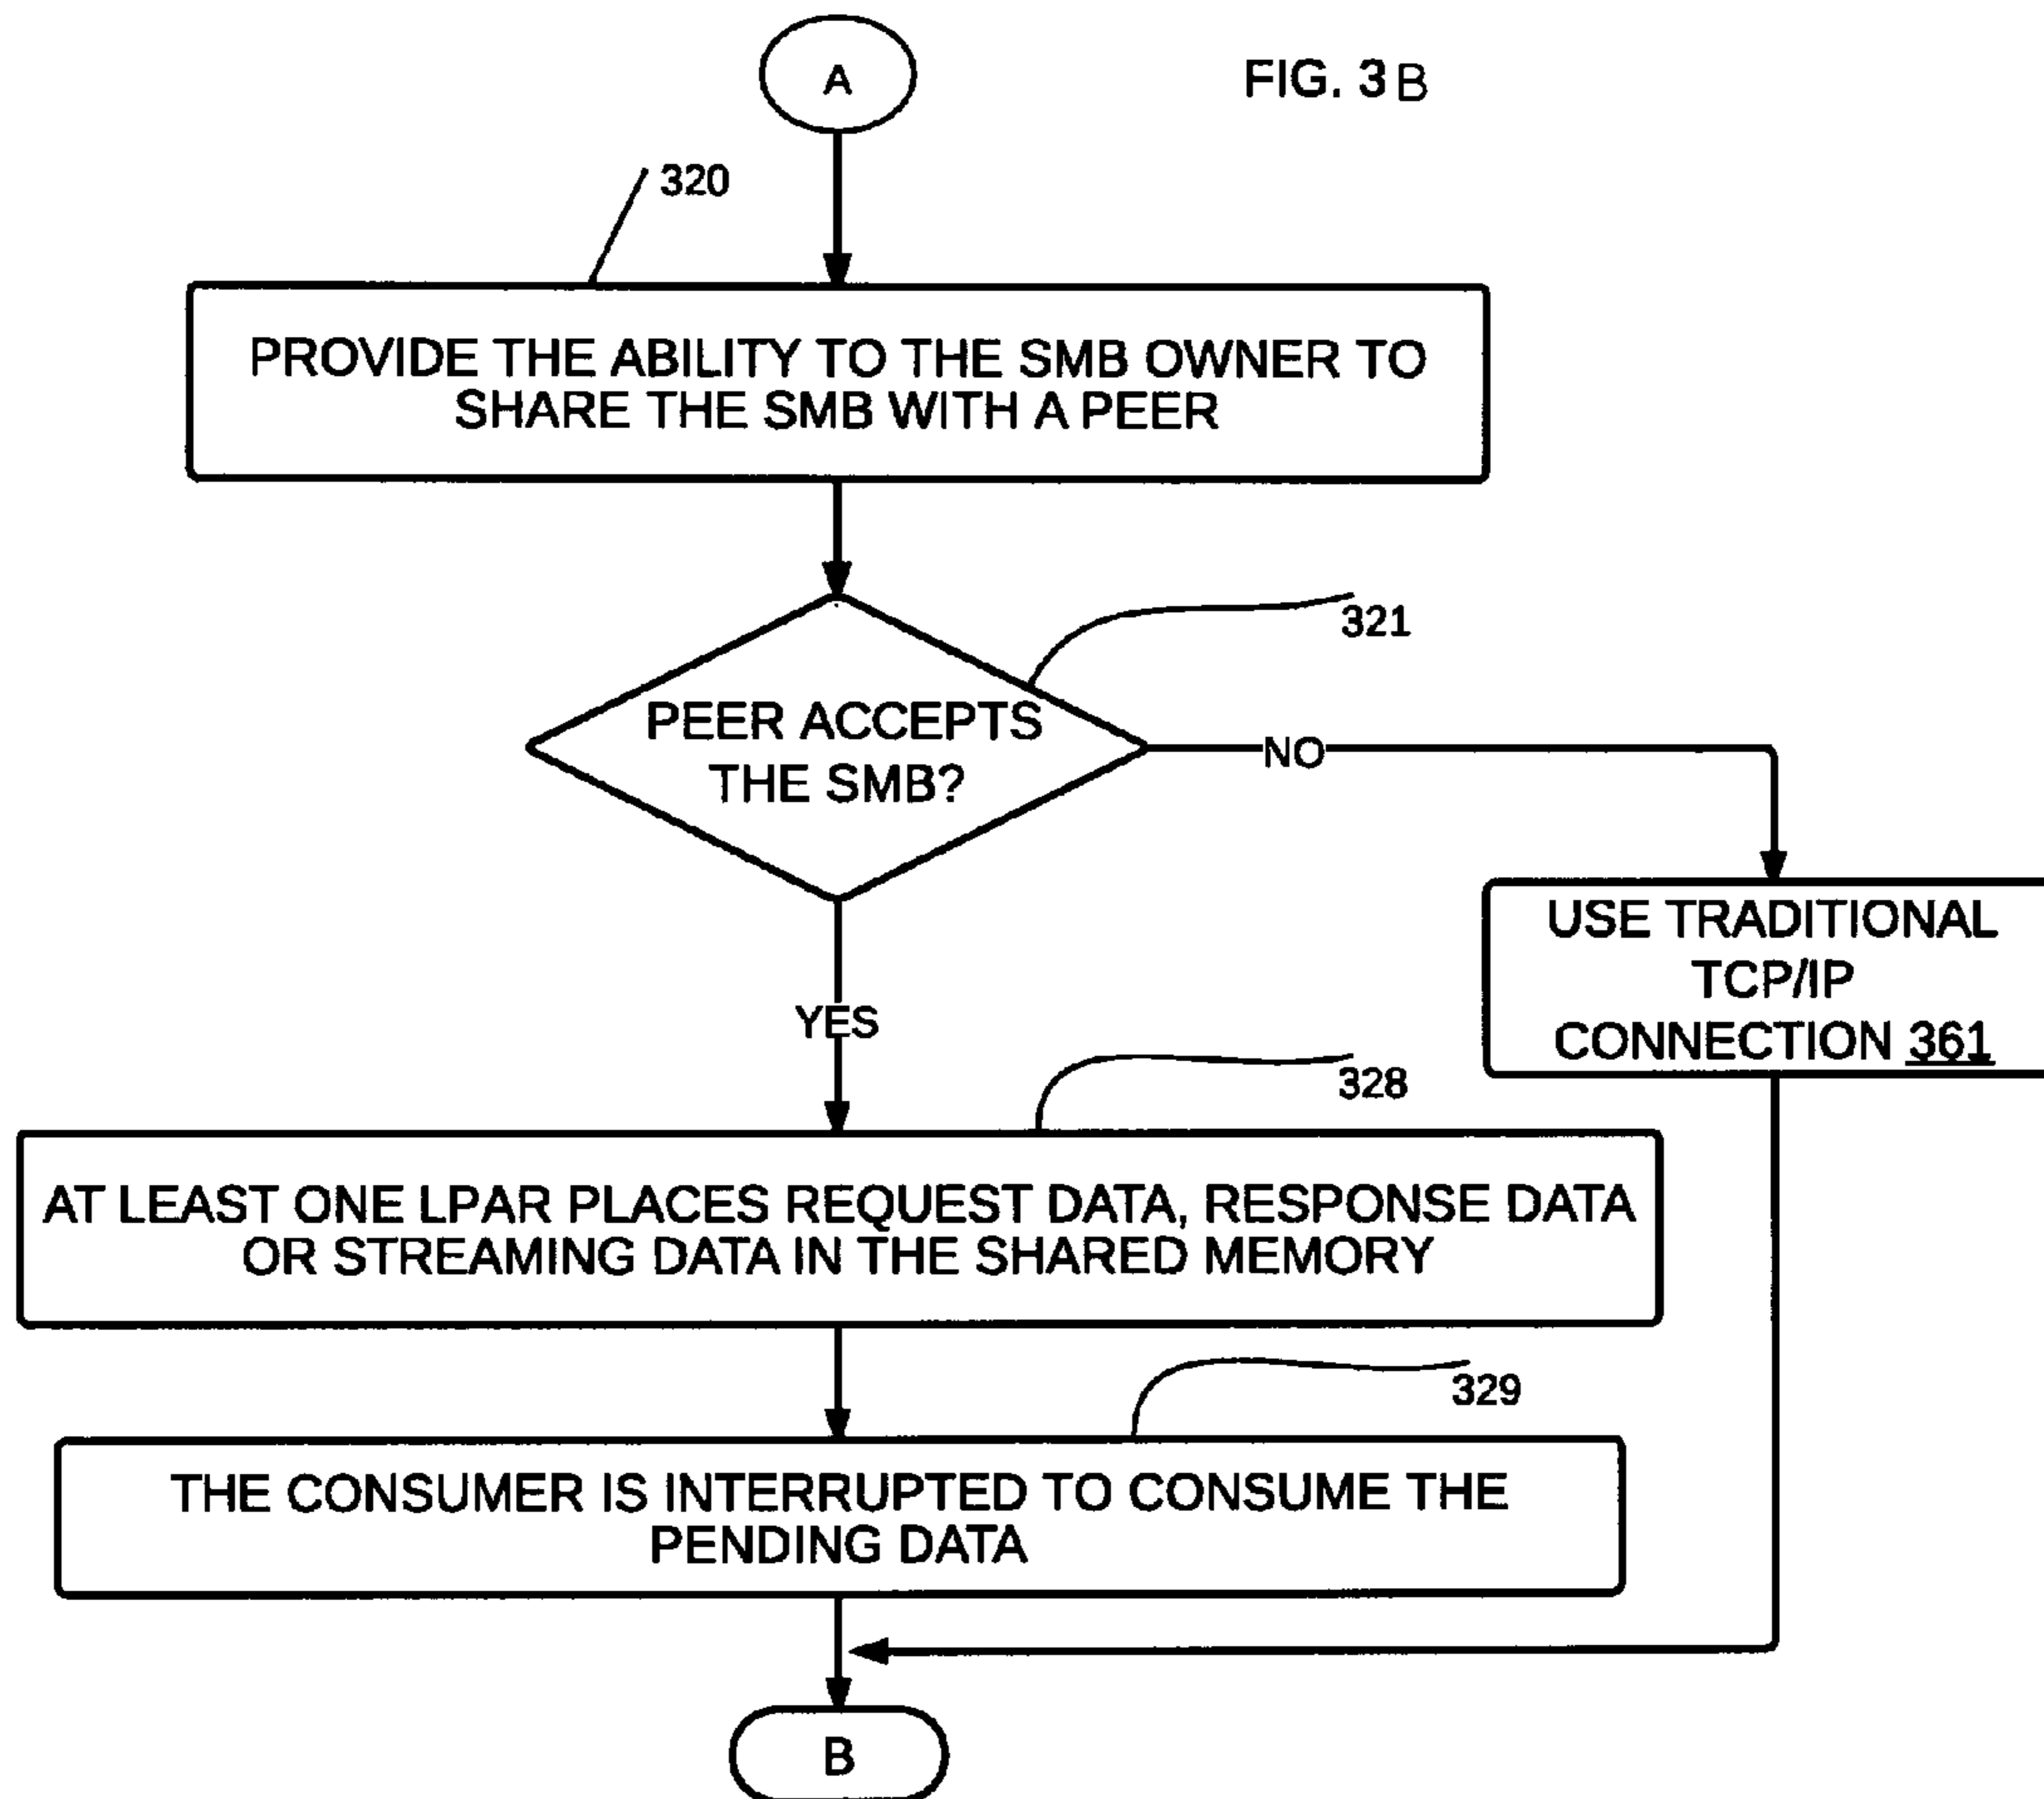 A
FIG. 3B
320
PROVIDE THE ABILITY TO THE SMB OWNER TO
SHARE THE SMB WITH A PEER
321
PEER ACCEPTS
THE SMB?
NO
USE TRADITIONAL
TCP/IP
CONNECTION 361
YES
328
AT LEAST ONE LPAR PLACES REQUEST DATA, RESPONSE DATA
OR STREAMING DATA IN THE SHARED MEMORY
329
THE CONSUMER IS INTERRUPTED TO CONSUME THE
PENDING DATA
B